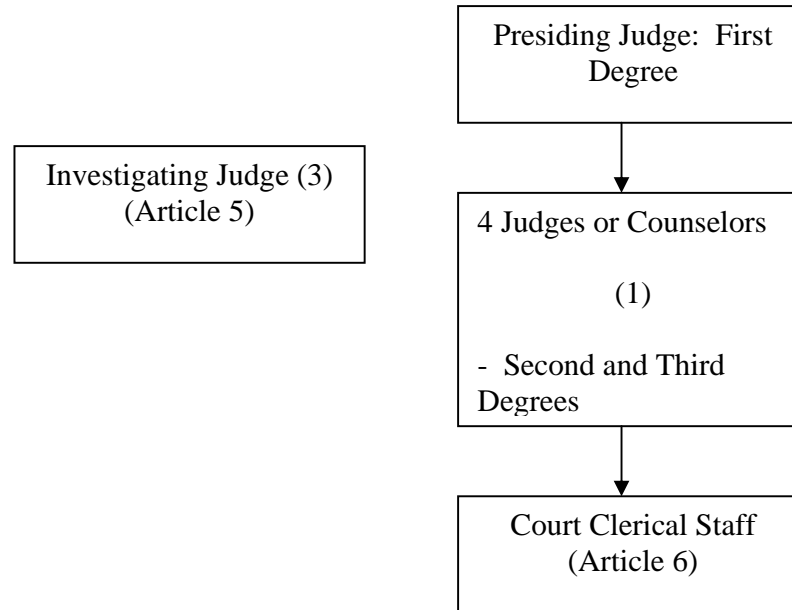 Presiding Judge: First
Degree
Investigating Judge (3)
(Article 5)
4 Judges or Counselors
(1)
- Second and Third
Degrees
Court Clerical Staff
(Article 6)